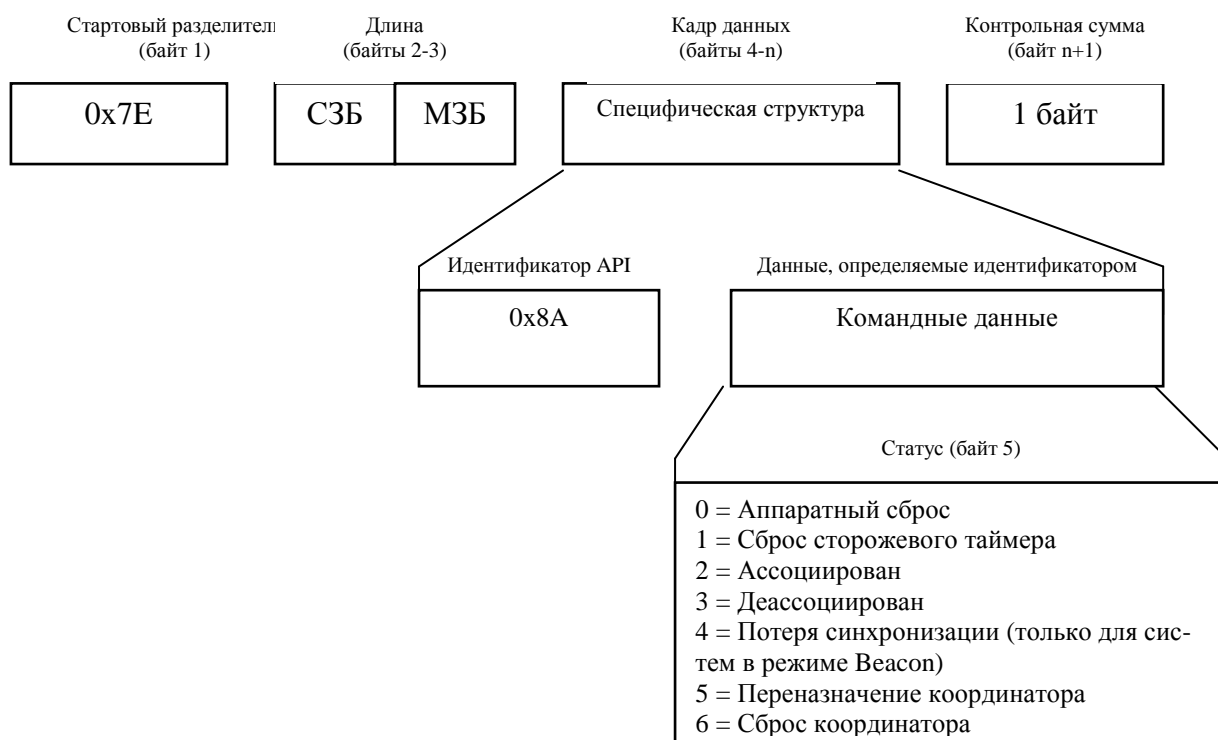 Стартовый разделитель Длина Кадр данных Контрольная сумма
(байт 1) (байты 2-3) (байты 4-n) (байт n+1)
0x7E СЗБ МЗБ Специфическая структура 1 байт
Идентификатор API Данные, определяемые идентификатором
0x8A Командные данные
Статус (байт 5)
0 = Аппаратный сброс
1 = Сброс сторожевого таймера
2 = Ассоциирован
3 = Деассоциирован
4 = Потеря синхронизации (только для сис-
тем в режиме Beacon)
5 = Переназначение координатора
6 = Сброс координатора